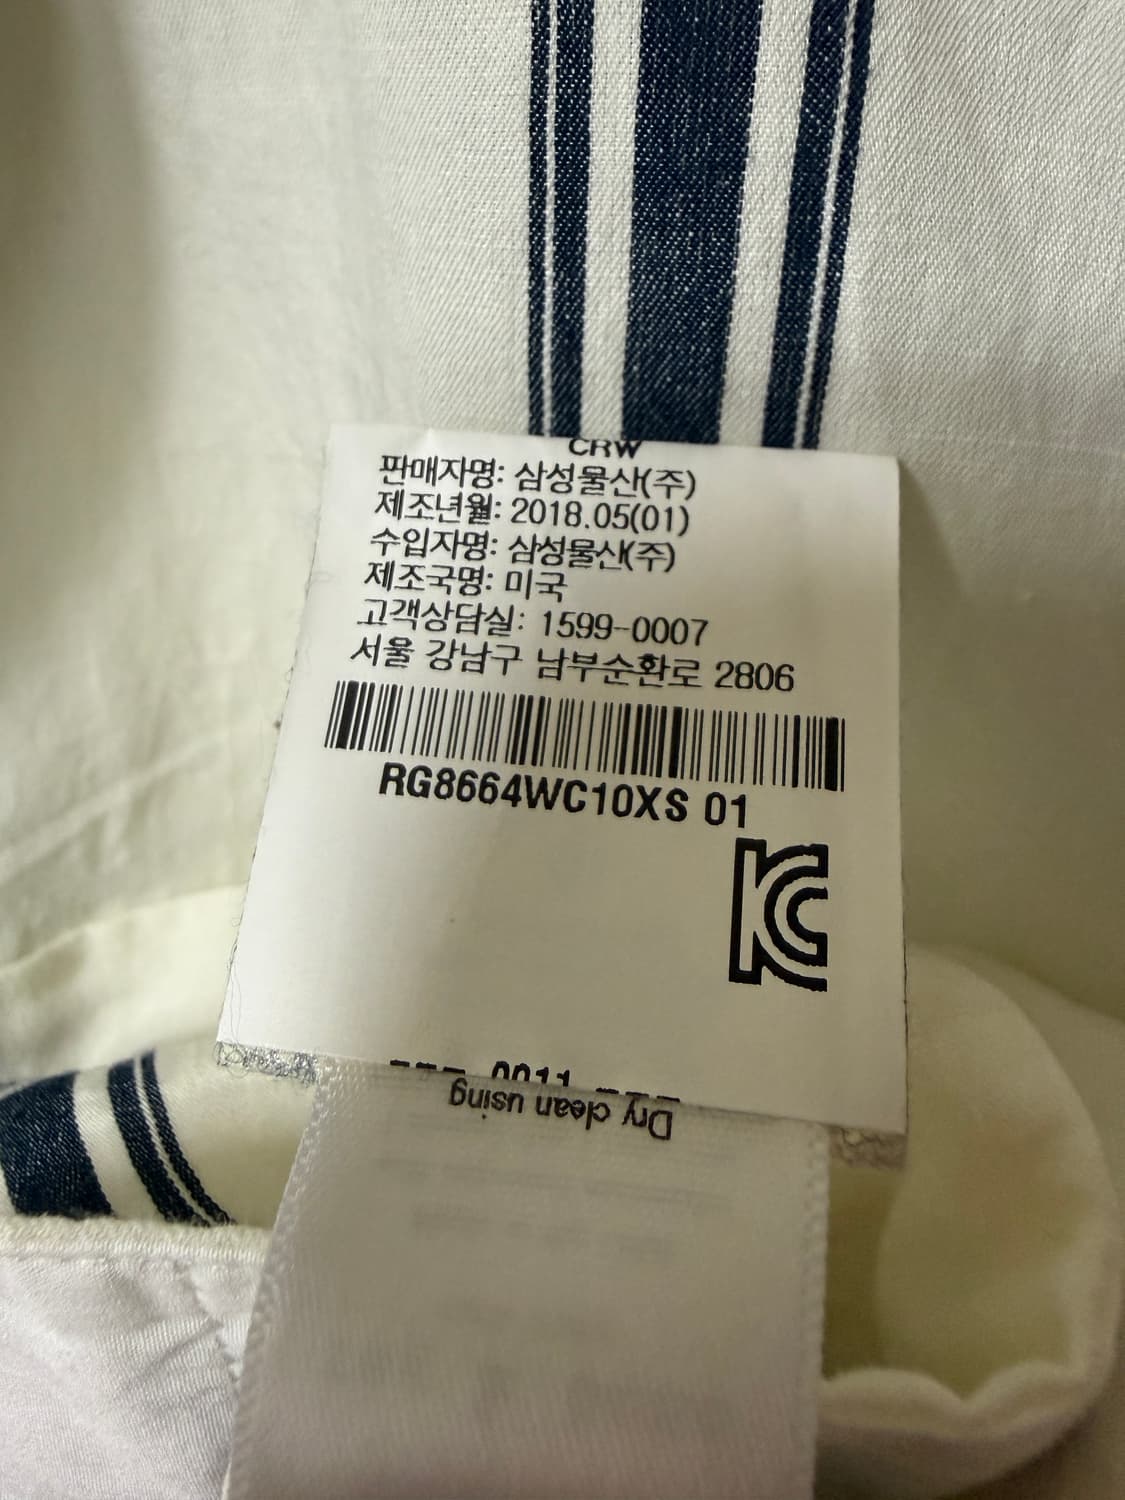 CRW
판매자명: 삼성물산(주)
제조년월: 2018.05(01)
수입자명: 삼성물산(주)
제조국명: 미국
고객상담실: 1599-0007
서울 강남구 남부순환로 2806
RG8664WC10XS 01
KC
--- 0011 ---
Dry clean using